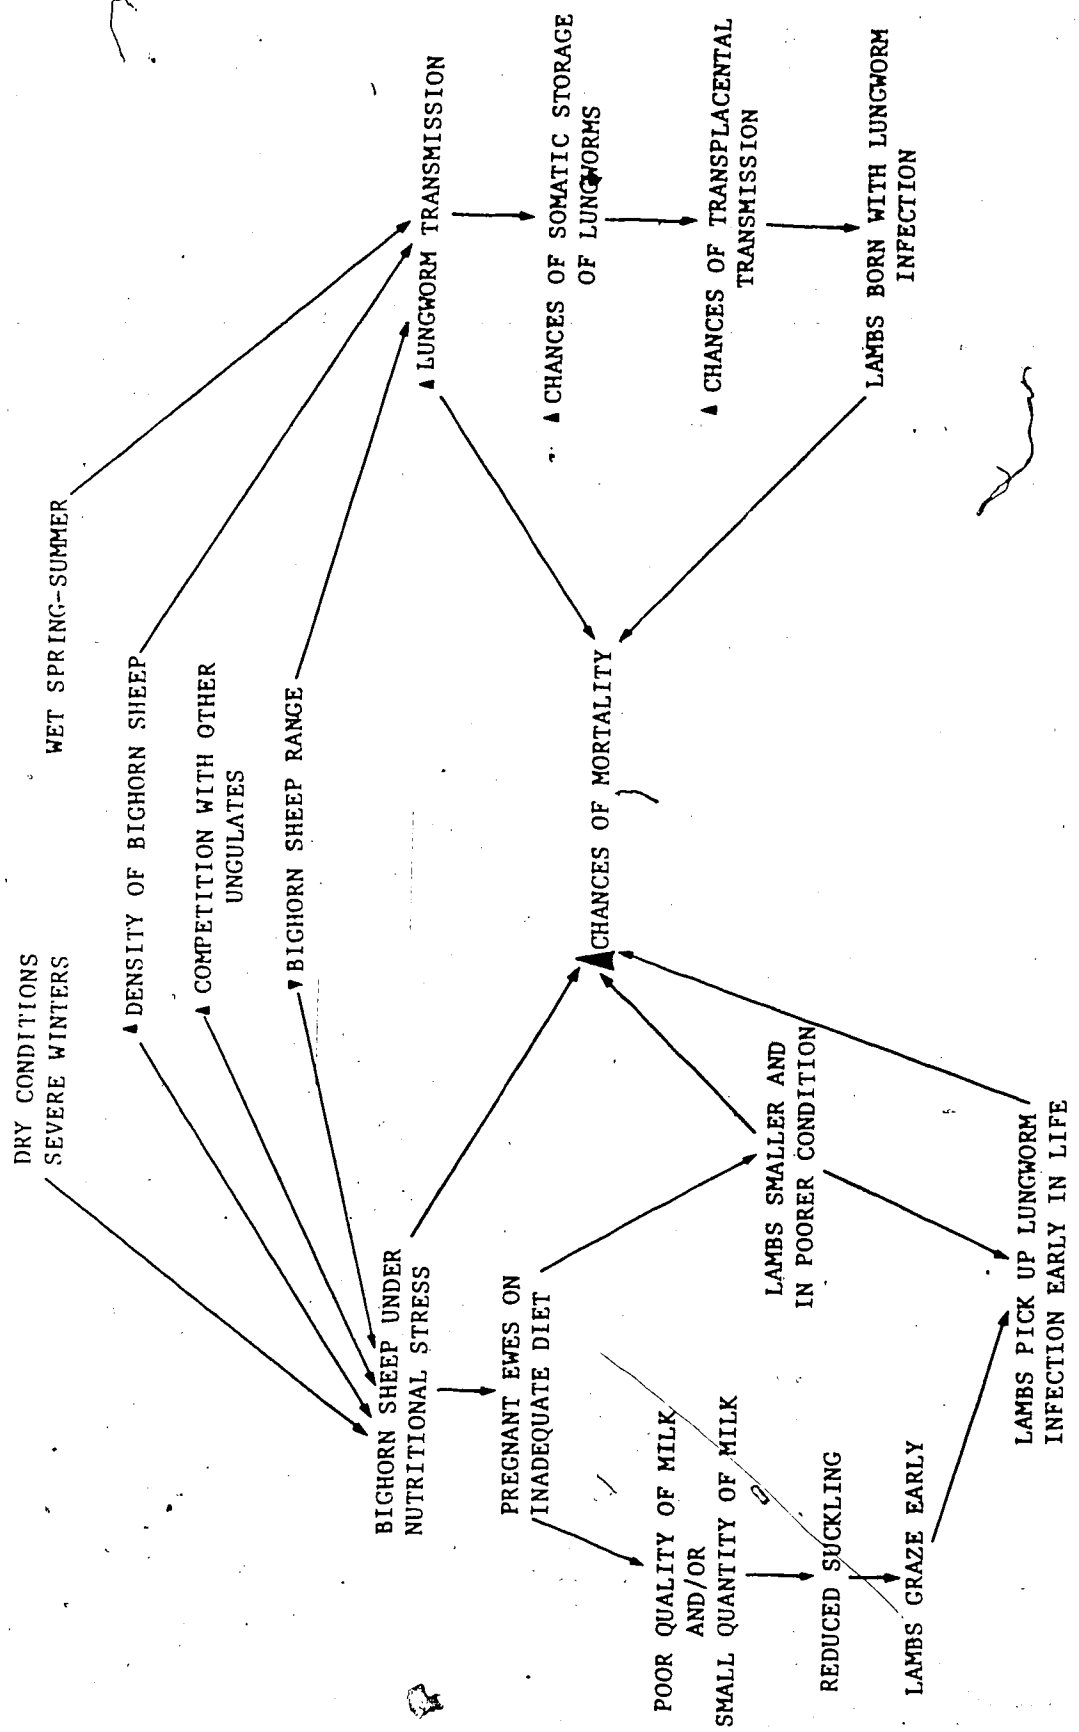 DRY CONDITIONS
SEVERE WINTERS
WET SPRING-SUMMER
▲ DENSITY OF BIGHORN SHEEP
▲ COMPETITION WITH OTHER
UNGULATES
▼ BIGHORN SHEEP RANGE
BIGHORN SHEEP UNDER
NUTRITIONAL STRESS
▲ LUNGWORM TRANSMISSION
PREGNANT EWES ON
INADEQUATE DIET
▲ CHANCES OF SOMATIC STORAGE
OF LUNGWORMS
▲ CHANCES OF MORTALITY
POOR QUALITY OF MILK
AND/OR
SMALL QUANTITY OF MILK
▲ CHANCES OF TRANSPLACENTAL
TRANSMISSION
LAMBS SMALLER AND
IN POORER CONDITION
REDUCED SUCKLING
LAMBS BORN WITH LUNGWORM
INFECTION
LAMBS GRAZE EARLY
LAMBS PICK UP LUNGWORM
INFECTION EARLY IN LIFE